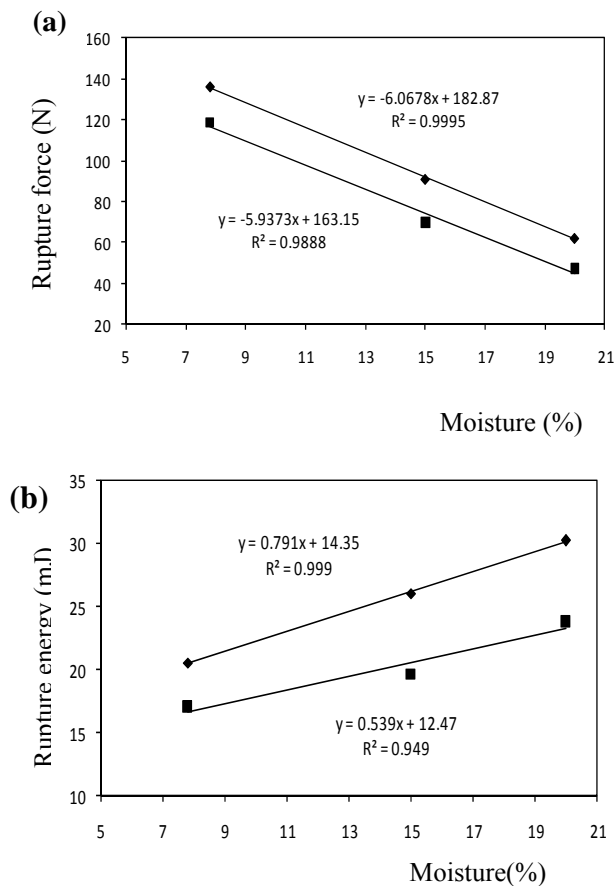 (a)
160
140
120
100
80
60
40
20
Rupture force (N)
y = -6.0678x + 182.87
R² = 0.9995
y = -5.9373x + 163.15
R² = 0.9888
5 7 9 11 13 15 17 19 21
Moisture (%)
(b)
35
30
25
20
15
10
Rupture energy (mJ)
y = 0.791x + 14.35
R² = 0.999
y = 0.539x + 12.47
R² = 0.949
5 7 9 11 13 15 17 19 21
Moisture(%)